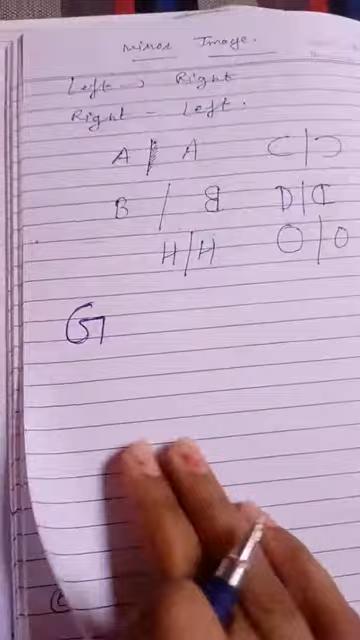 Mirror Image.
Left → Right
Right - Left.
A | A C | Ɔ
B | ᗺ D | ᗡ
H | H O | O
G